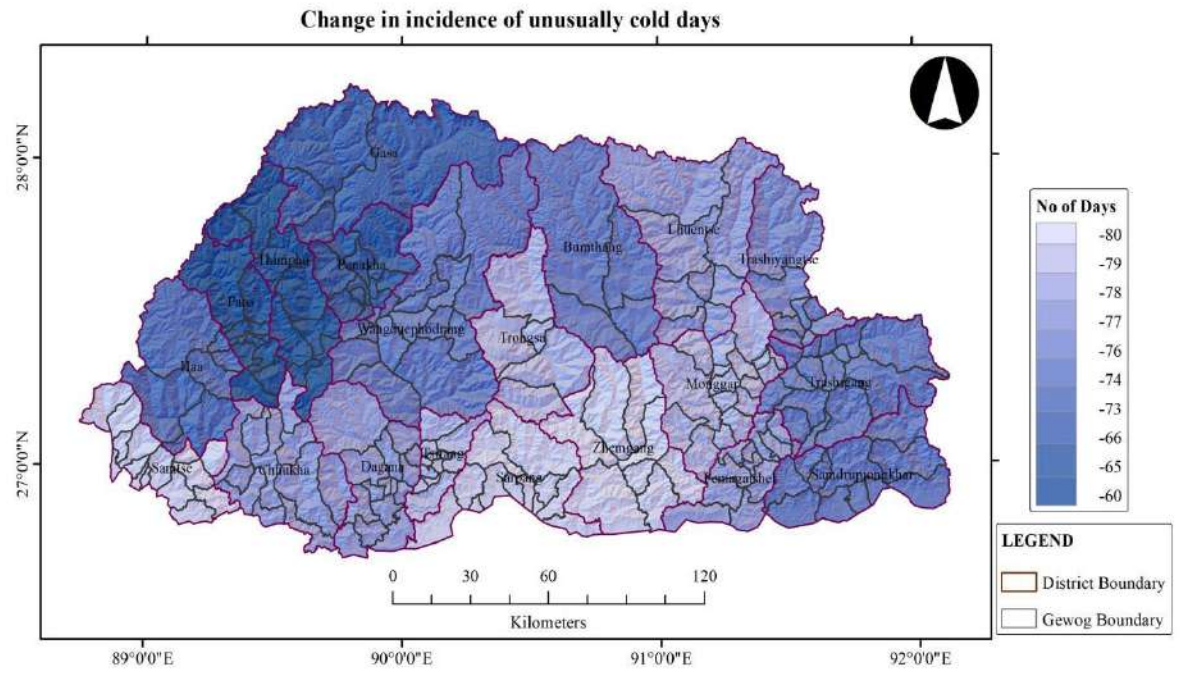 Change in incidence of unusually cold days
28°0'0"N
27°0'0"N
Gasa
Punakha
Paro
Haa
Wangduephodrang
Bumthang
Lhuentse
Trashiyangtse
Trongsa
Monggar
Trashigang
Samtse
Chhukha
Dagana
Tsirang
Sarpang
Zhemgang
Pemagatshel
Samdrupjongkhar
0 30 60 120
Kilometers
89°0'0"E 90°0'0"E 91°0'0"E 92°0'0"E
No of Days
-80
-79
-78
-77
-76
-74
-73
-66
-65
-60
LEGEND
District Boundary
Gewog Boundary